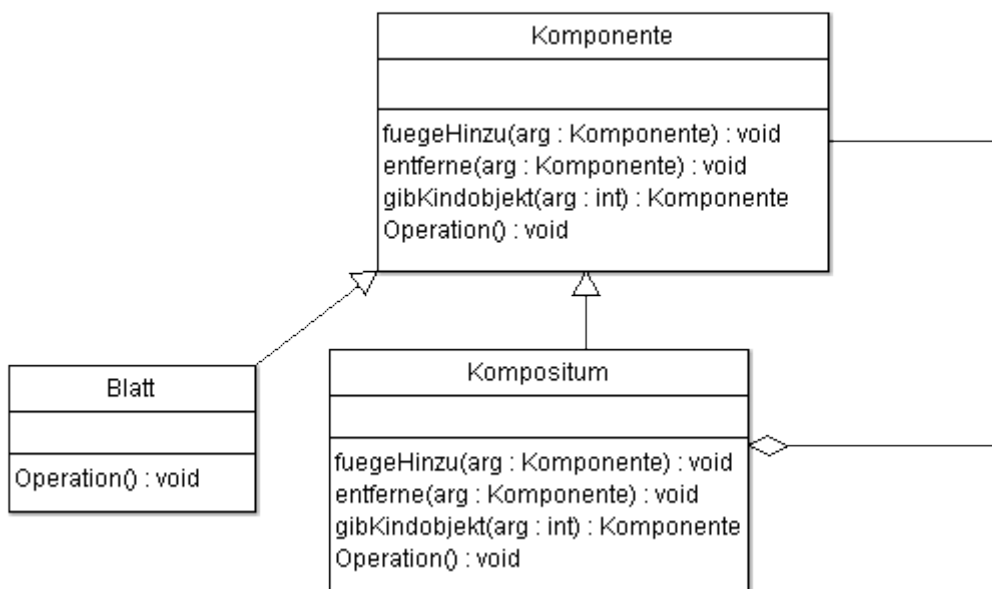 Komponente
fuegeHinzu(arg : Komponente) : void
entferne(arg : Komponente) : void
gibKindobjekt(arg : int) : Komponente
Operation() : void
Blatt
Operation() : void
Kompositum
fuegeHinzu(arg : Komponente) : void
entferne(arg : Komponente) : void
gibKindobjekt(arg : int) : Komponente
Operation() : void